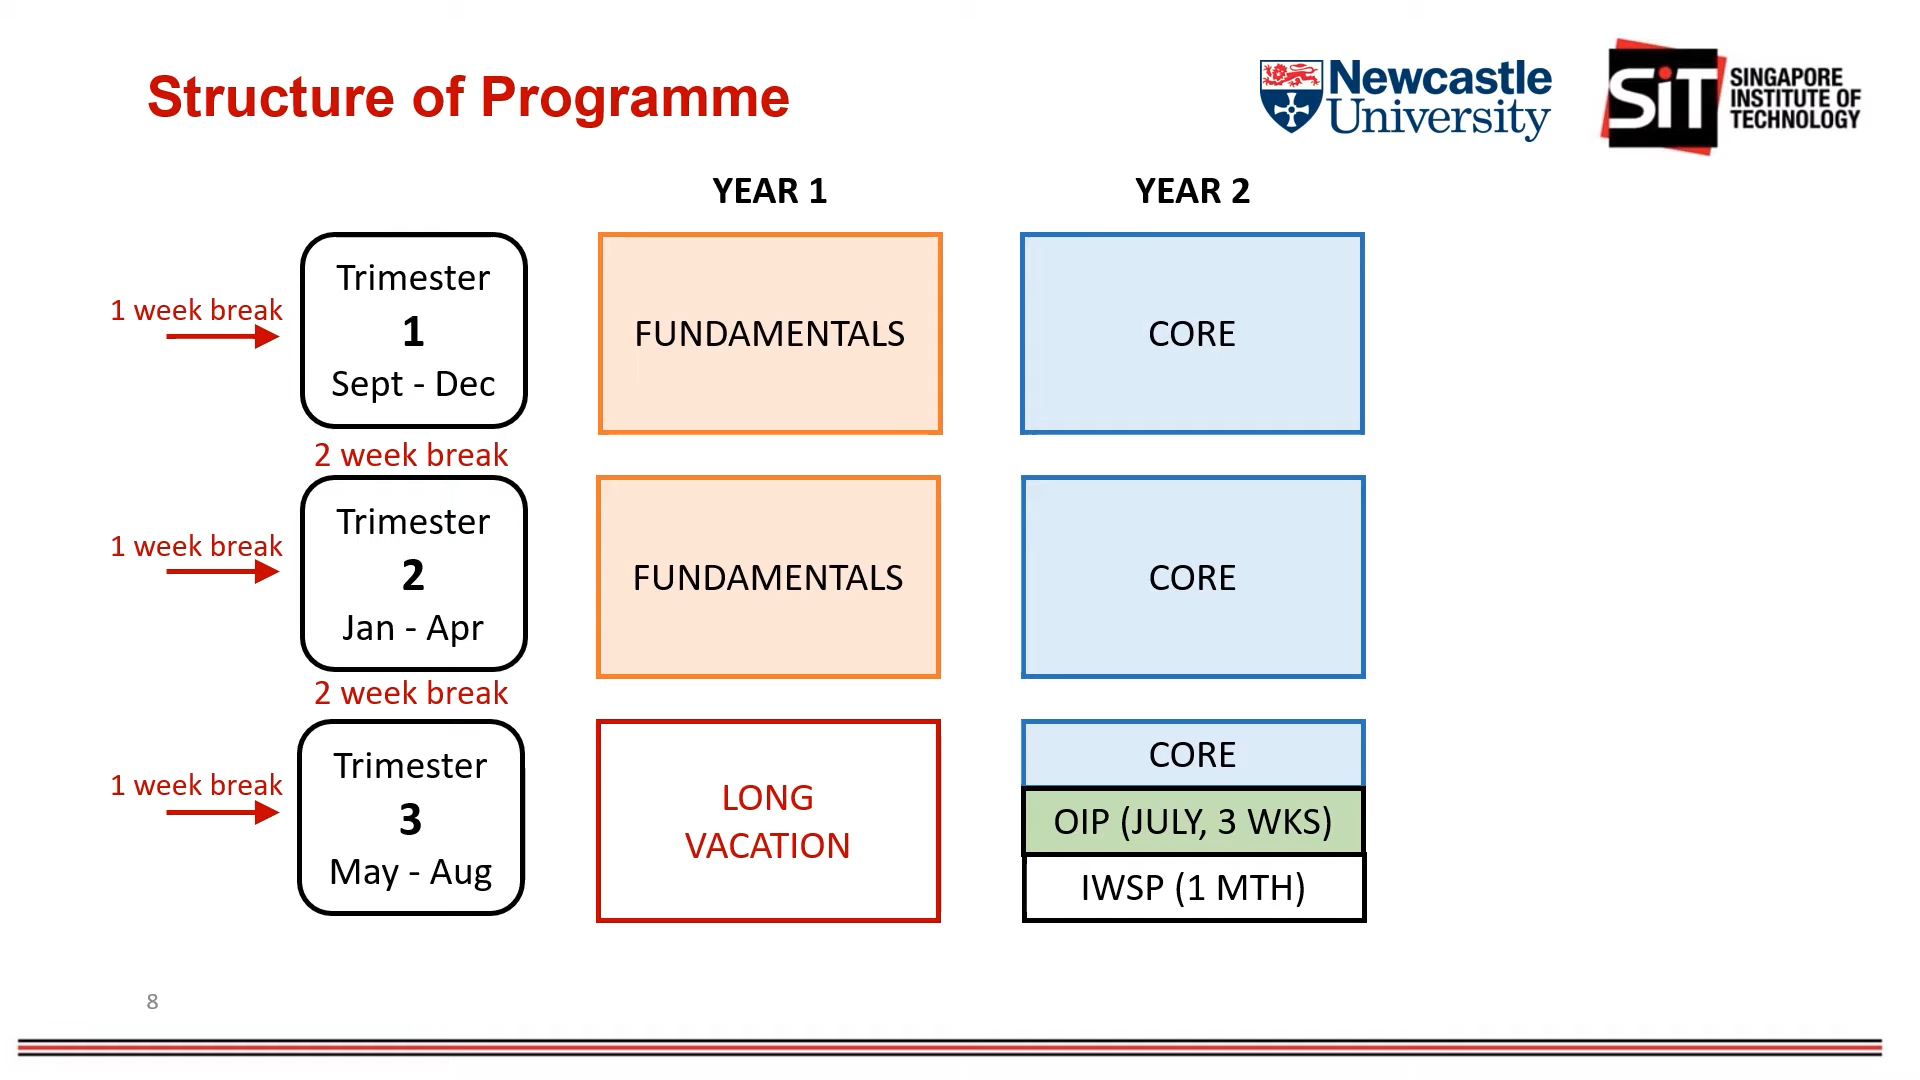 Structure of Programme
Newcastle
University
SiT
SINGAPORE
INSTITUTE OF
TECHNOLOGY
YEAR 1
YEAR 2
1 week break
Trimester
1
Sept - Dec
FUNDAMENTALS
CORE
2 week break
1 week break
Trimester
2
Jan - Apr
FUNDAMENTALS
CORE
2 week break
1 week break
Trimester
3
May - Aug
LONG
VACATION
CORE
OIP (JULY, 3 WKS)
IWSP (1 MTH)
8